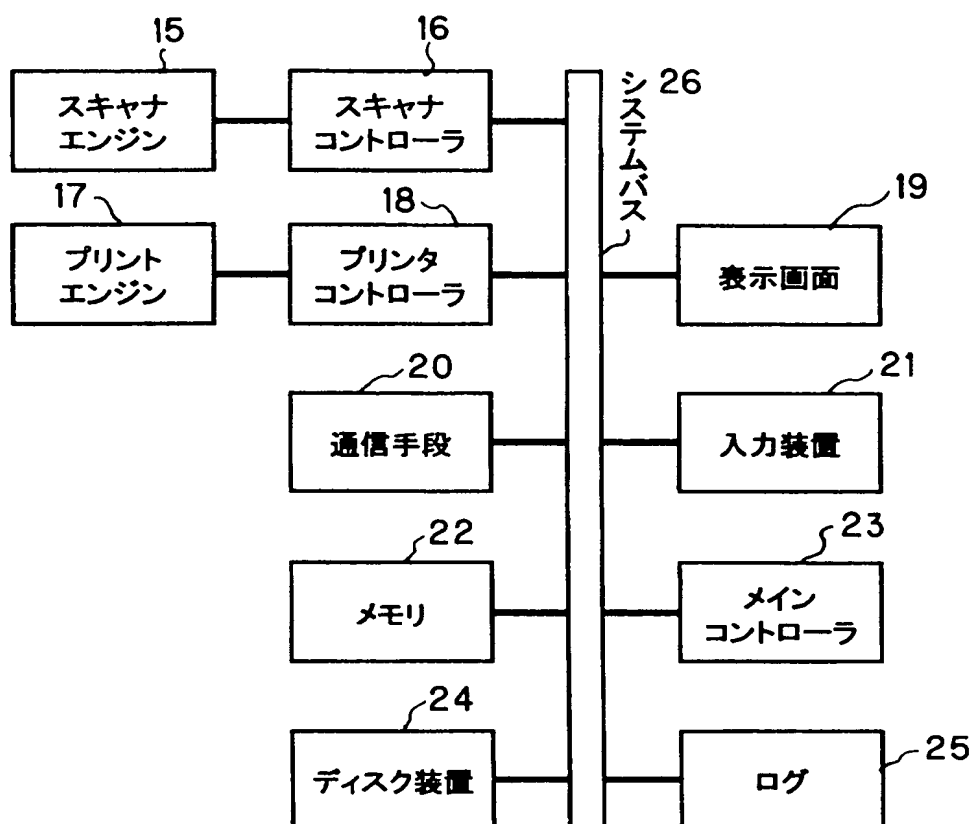 15
スキャナ
エンジン
16
スキャナ
コントローラ
システムバス
26
17
プリント
エンジン
18
プリンタ
コントローラ
19
表示画面
20
通信手段
21
入力装置
22
メモリ
23
メイン
コントローラ
24
ディスク装置
25
ログ